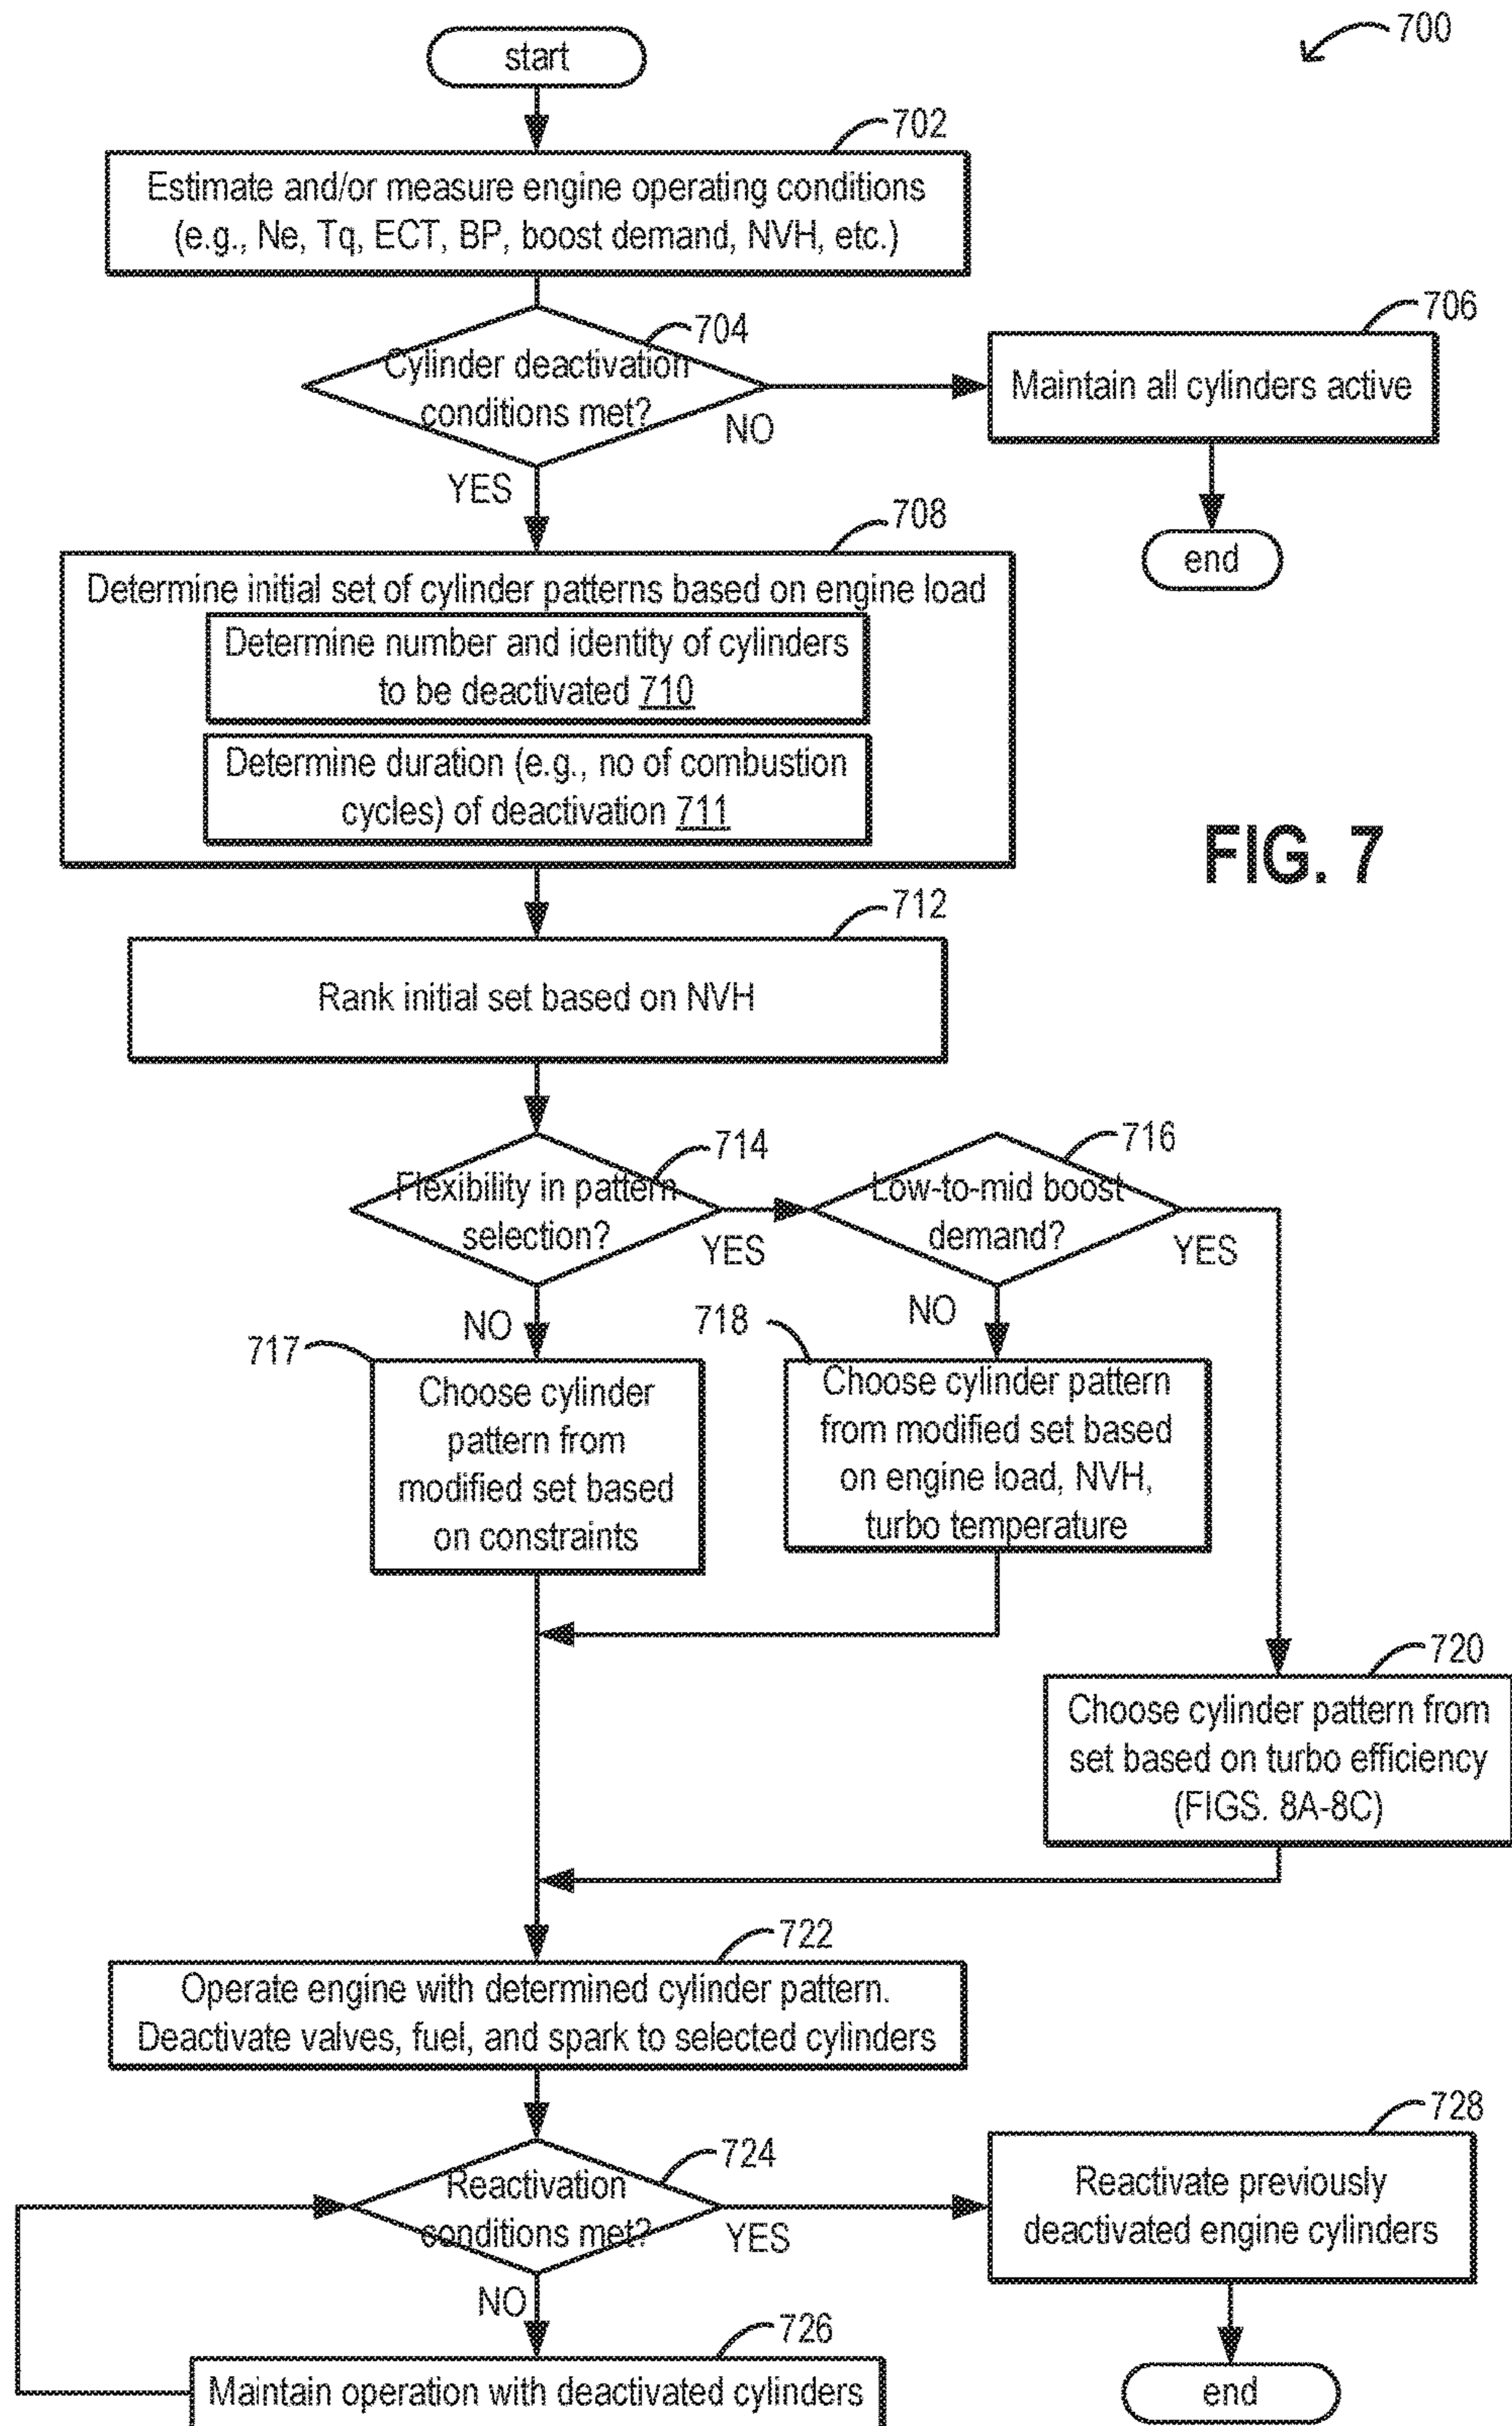 start
700
702
Estimate and/or measure engine operating conditions
(e.g., Ne, Tq, ECT, BP, boost demand, NVH, etc.)
704
Cylinder deactivation
conditions met?
NO
YES
706
Maintain all cylinders active
end
708
Determine initial set of cylinder patterns based on engine load
Determine number and identity of cylinders
to be deactivated 710
Determine duration (e.g., no of combustion
cycles) of deactivation 711
FIG. 7
712
Rank initial set based on NVH
714
Flexibility in pattern
selection?
YES
NO
716
Low-to-mid boost
demand?
YES
NO
717
Choose cylinder
pattern from
modified set based
on constraints
718
Choose cylinder pattern
from modified set based
on engine load, NVH,
turbo temperature
720
Choose cylinder pattern from
set based on turbo efficiency
(FIGS. 8A-8C)
722
Operate engine with determined cylinder pattern.
Deactivate valves, fuel, and spark to selected cylinders
724
Reactivation
conditions met?
YES
NO
728
Reactivate previously
deactivated engine cylinders
726
Maintain operation with deactivated cylinders
end